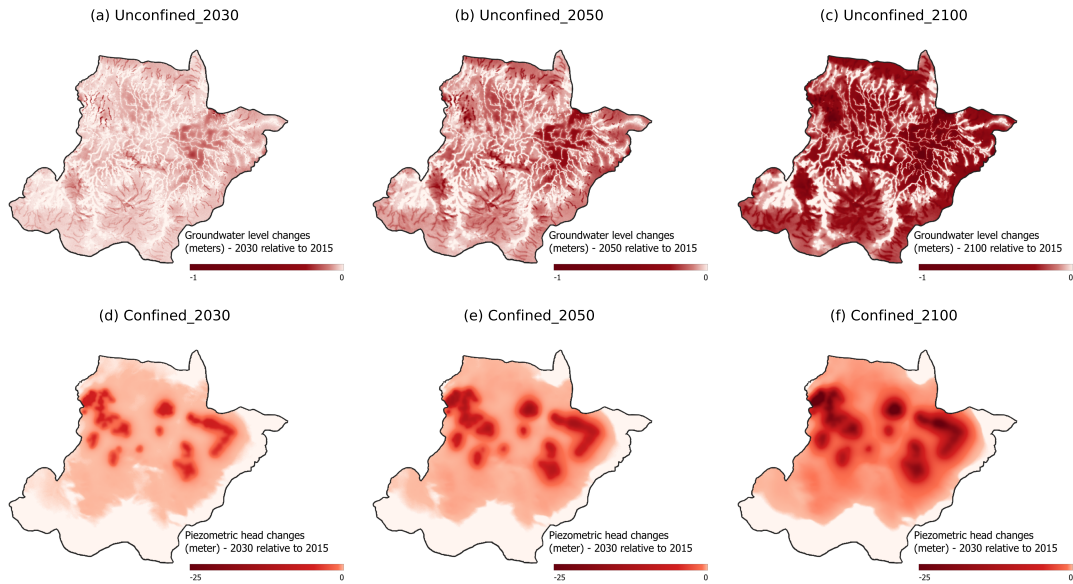 (a) Unconfined_2030
(b) Unconfined_2050
(c) Unconfined_2100
Groundwater level changes
(meters) - 2030 relative to 2015
-1
0
Groundwater level changes
(meters) - 2050 relative to 2015
-1
0
Groundwater level changes
(meters) - 2100 relative to 2015
-1
0
(d) Confined_2030
(e) Confined_2050
(f) Confined_2100
Piezometric head changes
(meter) - 2030 relative to 2015
-25
0
Piezometric head changes
(meter) - 2030 relative to 2015
-25
0
Piezometric head changes
(meter) - 2030 relative to 2015
-25
0